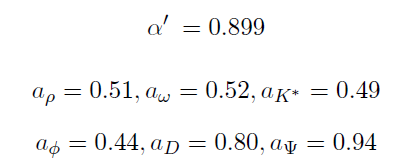 α′ = 0.899
a_ρ = 0.51, a_ω = 0.52, a_{K*} = 0.49
a_ϕ = 0.44, a_D = 0.80, a_Ψ = 0.94